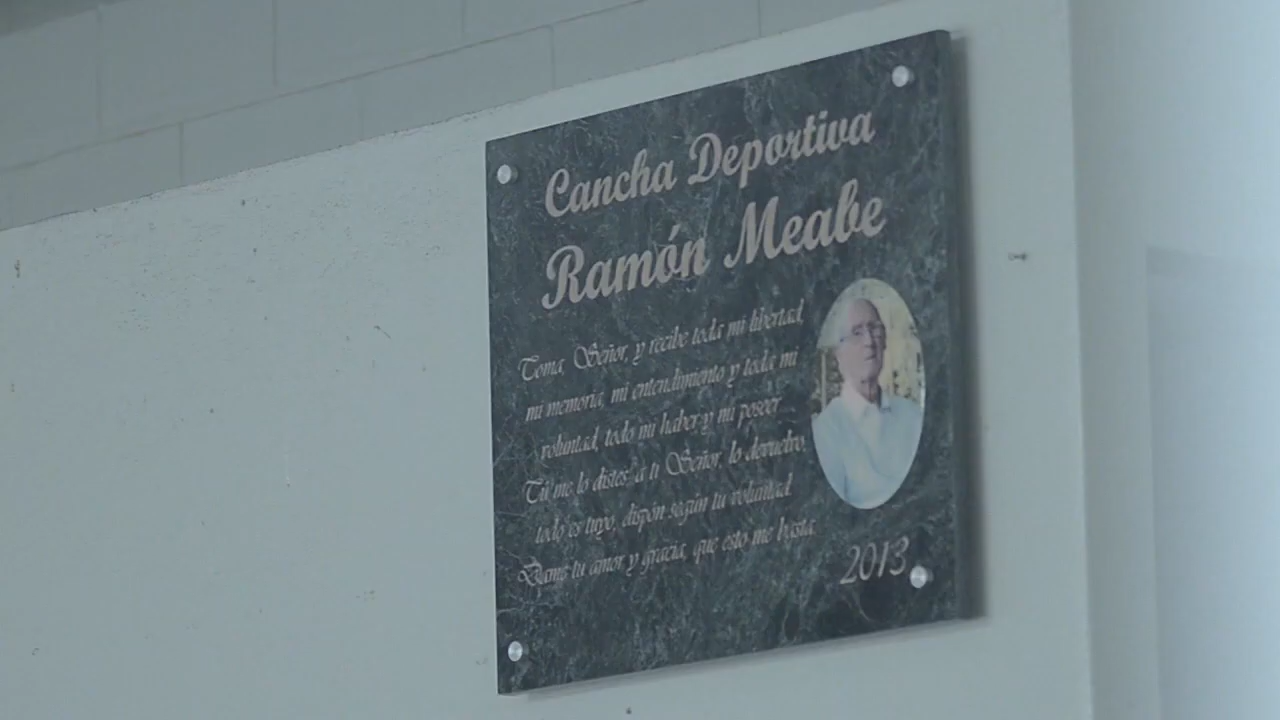 Cancha Deportiva
Ramón Meabe
Toma, Señor, y recibe toda mi libertad,
mi memoria, mi entendimiento y toda mi
voluntad, todo mi haber y mi poseer.
Tú me lo distes, a ti Señor, lo devuelvo,
todo es tuyo, dispón según tu voluntad.
Dame tu amor y gracia, que esto me basta.
2013